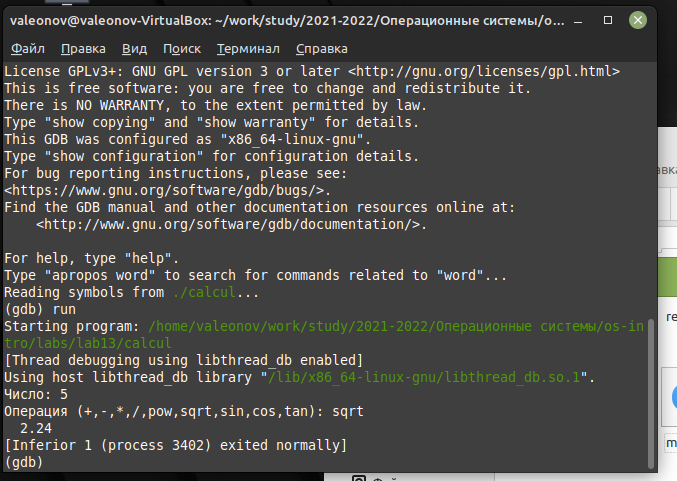 valeonov@valeonov-VirtualBox: ~/work/study/2021-2022/Операционные системы/o...
Файл Правка Вид Поиск Терминал Справка
License GPLv3+: GNU GPL version 3 or later <http://gnu.org/licenses/gpl.html>
This is free software: you are free to change and redistribute it.
There is NO WARRANTY, to the extent permitted by law.
Type "show copying" and "show warranty" for details.
This GDB was configured as "x86_64-linux-gnu".
Type "show configuration" for configuration details.
For bug reporting instructions, please see:
<https://www.gnu.org/software/gdb/bugs/>.
Find the GDB manual and other documentation resources online at:
    <http://www.gnu.org/software/gdb/documentation/>.

For help, type "help".
Type "apropos word" to search for commands related to "word"...
Reading symbols from ./calcul...
(gdb) run
Starting program: /home/valeonov/work/study/2021-2022/Операционные системы/os-in
tro/labs/lab13/calcul
[Thread debugging using libthread_db enabled]
Using host libthread_db library "/lib/x86_64-linux-gnu/libthread_db.so.1".
Число: 5
Операция (+,-,*,/,pow,sqrt,sin,cos,tan): sqrt
  2.24
[Inferior 1 (process 3402) exited normally]
(gdb)